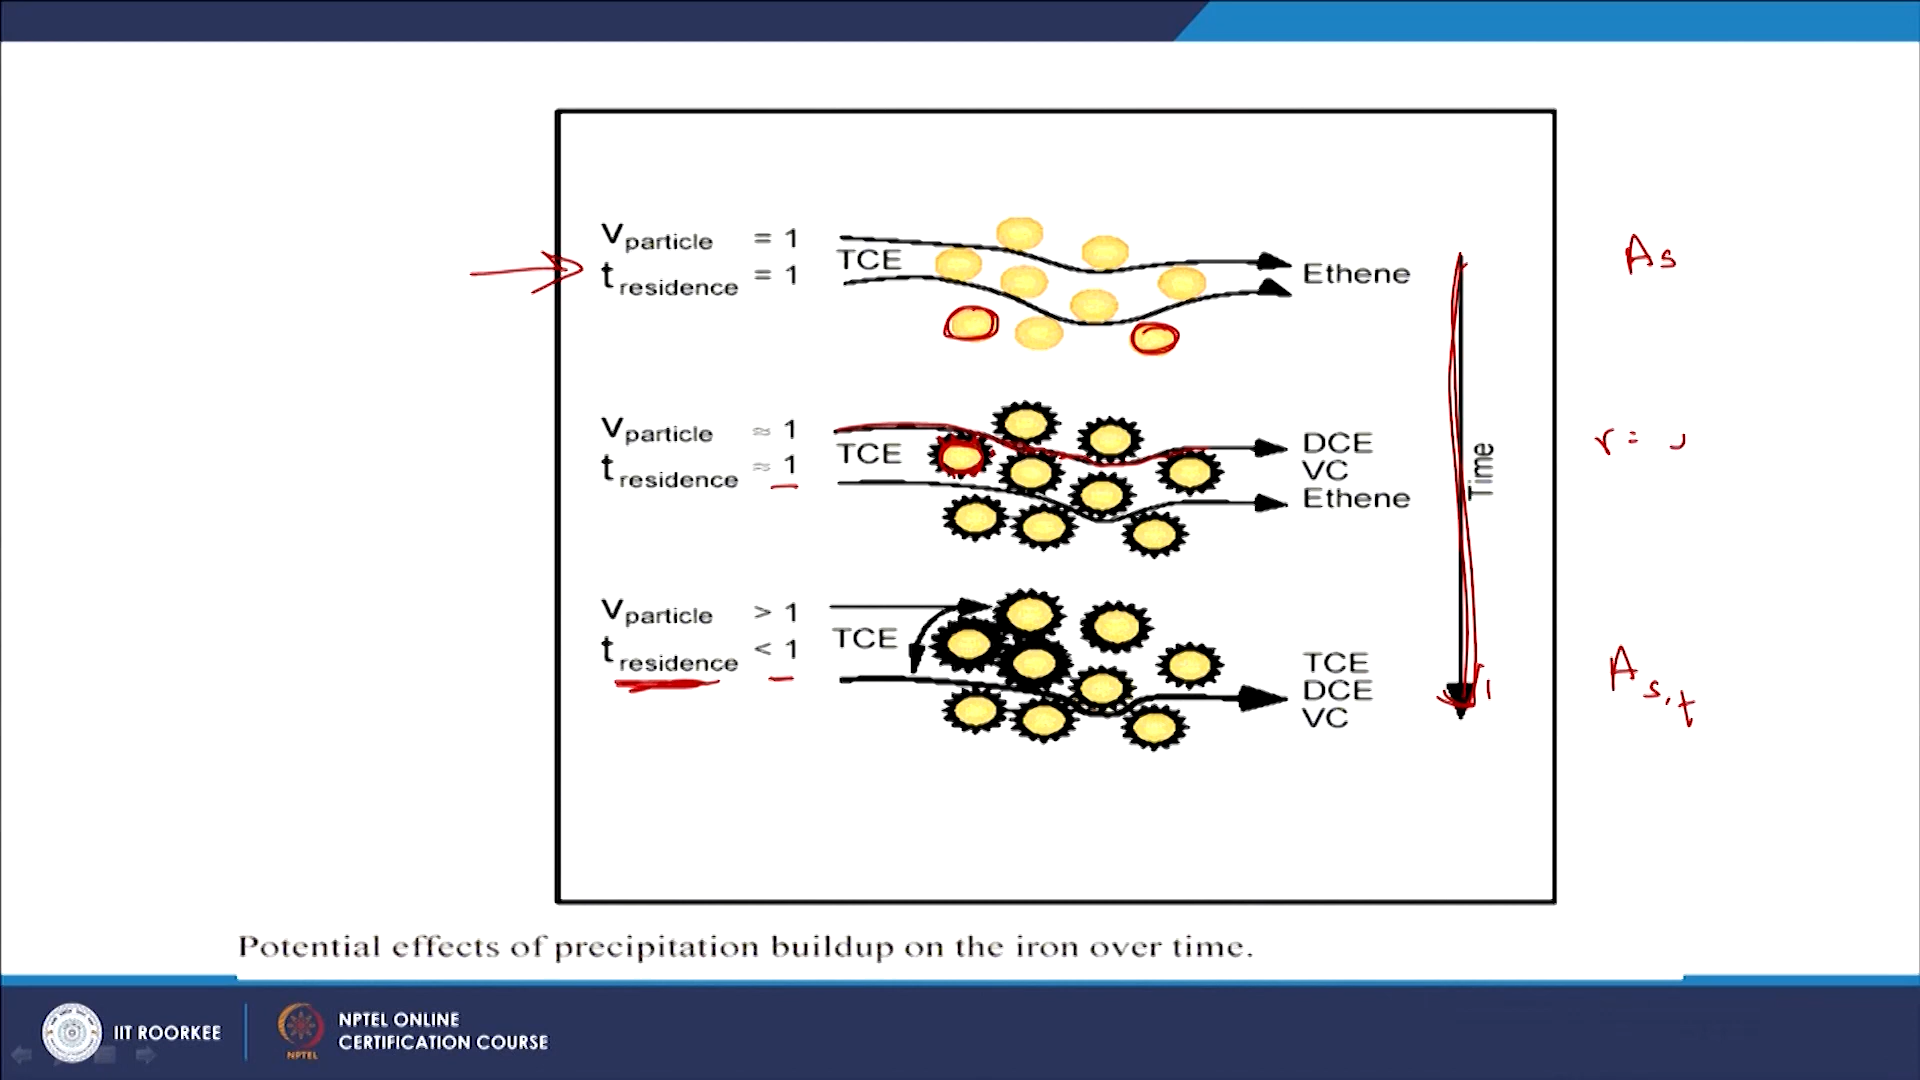 V particle = 1
t residence = 1
TCE
Ethene
As
V particle ≈ 1
t residence ≈ 1
TCE
DCE
VC
Ethene
Time
r =
V particle > 1
t residence < 1
TCE
TCE
DCE
VC
As,t
Potential effects of precipitation buildup on the iron over time.
IIT ROORKEE
NPTEL
NPTEL ONLINE
CERTIFICATION COURSE